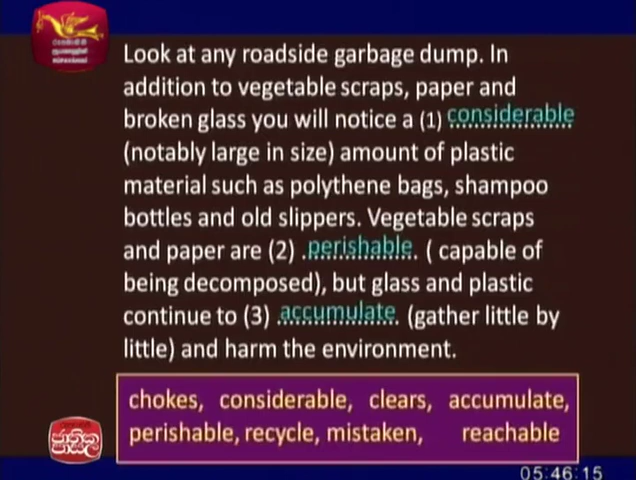 Look at any roadside garbage dump. In
addition to vegetable scraps, paper and
broken glass you will notice a (1) considerable
(notably large in size) amount of plastic
material such as polythene bags, shampoo
bottles and old slippers. Vegetable scraps
and paper are (2) .perishable. ( capable of
being decomposed), but glass and plastic
continue to (3) accumulate. (gather little by
little) and harm the environment.
chokes, considerable, clears, accumulate,
perishable, recycle, mistaken, reachable
ජාතික
පාසල
05:46:15